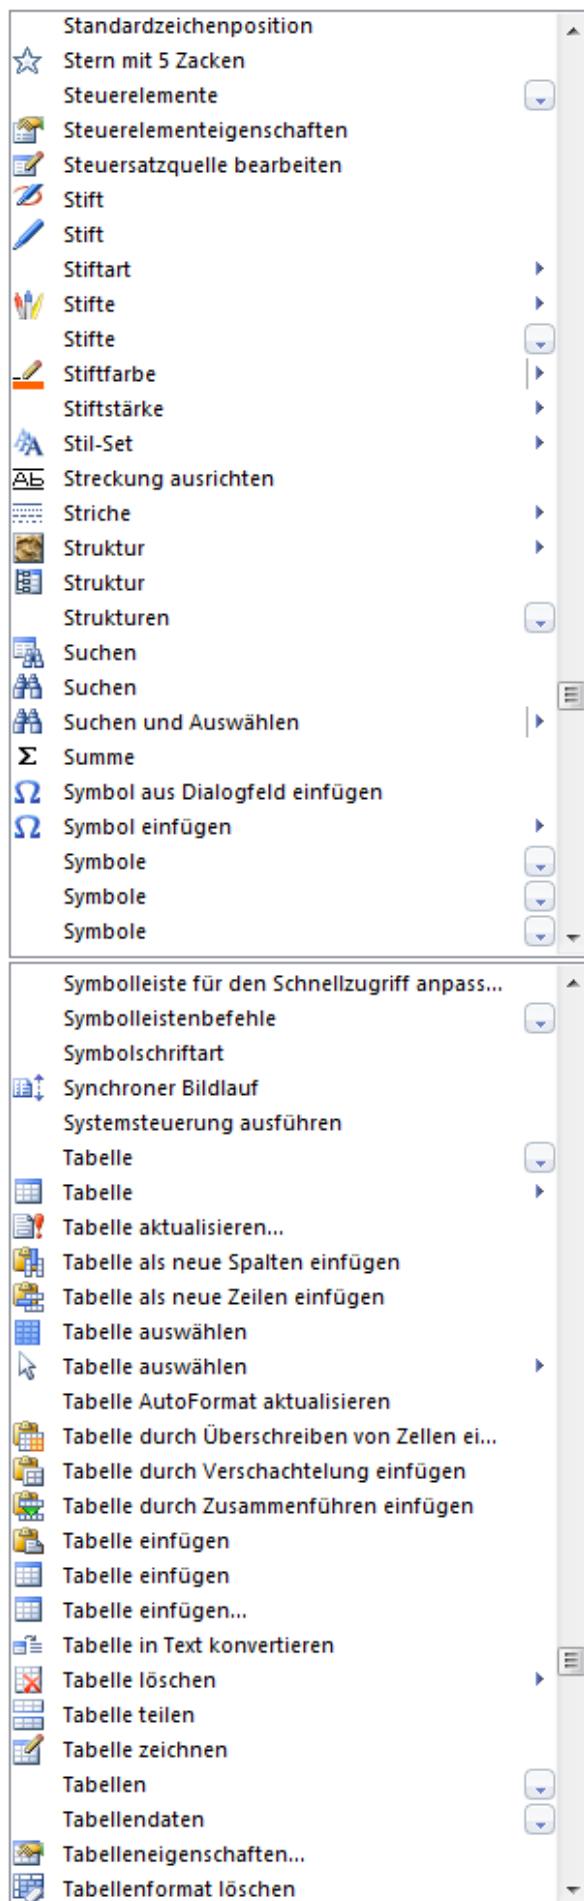 Standardzeichenposition
Stern mit 5 Zacken
Steuerelemente
Steuerelementeigenschaften
Steuersatzquelle bearbeiten
Stift
Stift
Stiftart
Stifte
Stifte
Stiftfarbe
Stiftstärke
Stil-Set
Streckung ausrichten
Striche
Struktur
Struktur
Strukturen
Suchen
Suchen
Suchen und Auswählen
Summe
Symbol aus Dialogfeld einfügen
Symbol einfügen
Symbole
Symbole
Symbole
Symbolleiste für den Schnellzugriff anpass...
Symbolleistenbefehle
Symbolschriftart
Synchroner Bildlauf
Systemsteuerung ausführen
Tabelle
Tabelle
Tabelle aktualisieren...
Tabelle als neue Spalten einfügen
Tabelle als neue Zeilen einfügen
Tabelle auswählen
Tabelle auswählen
Tabelle AutoFormat aktualisieren
Tabelle durch Überschreiben von Zellen ei...
Tabelle durch Verschachtelung einfügen
Tabelle durch Zusammenführen einfügen
Tabelle einfügen
Tabelle einfügen
Tabelle einfügen...
Tabelle in Text konvertieren
Tabelle löschen
Tabelle teilen
Tabelle zeichnen
Tabellen
Tabellendaten
Tabelleneigenschaften...
Tabellenformat löschen